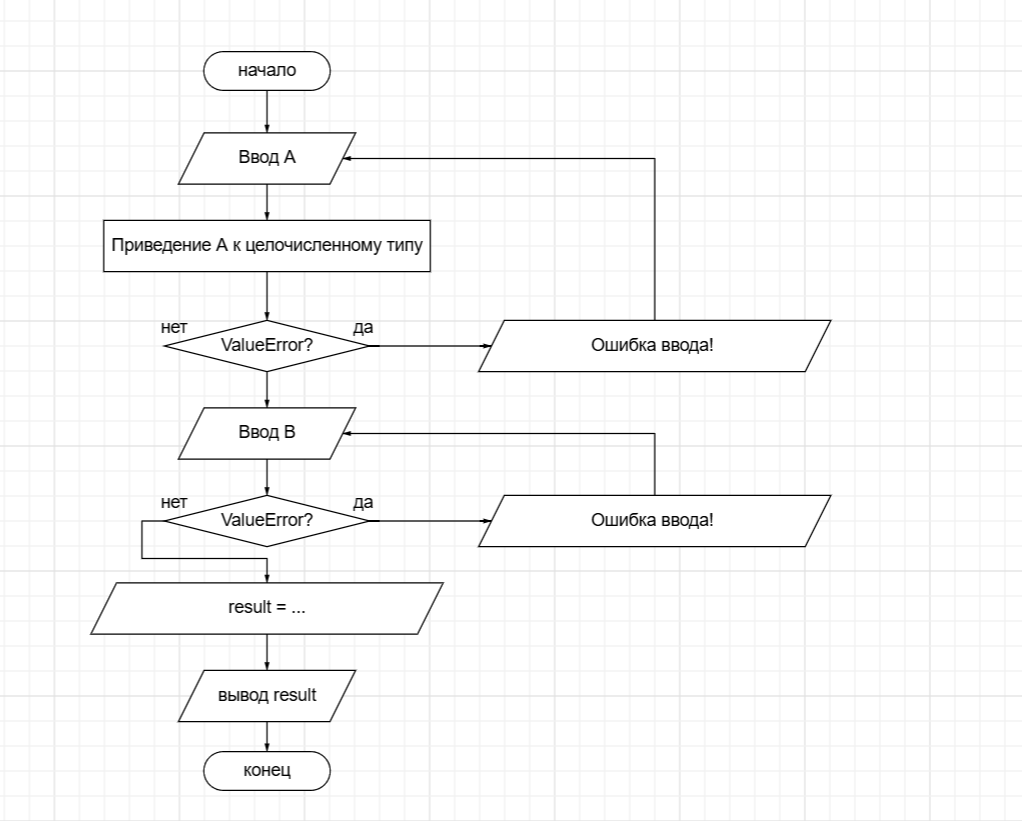 начало
Ввод А
Приведение А к целочисленному типу
нет
да
ValueError?
Ошибка ввода!
Ввод В
нет
да
ValueError?
Ошибка ввода!
result = ...
вывод result
конец